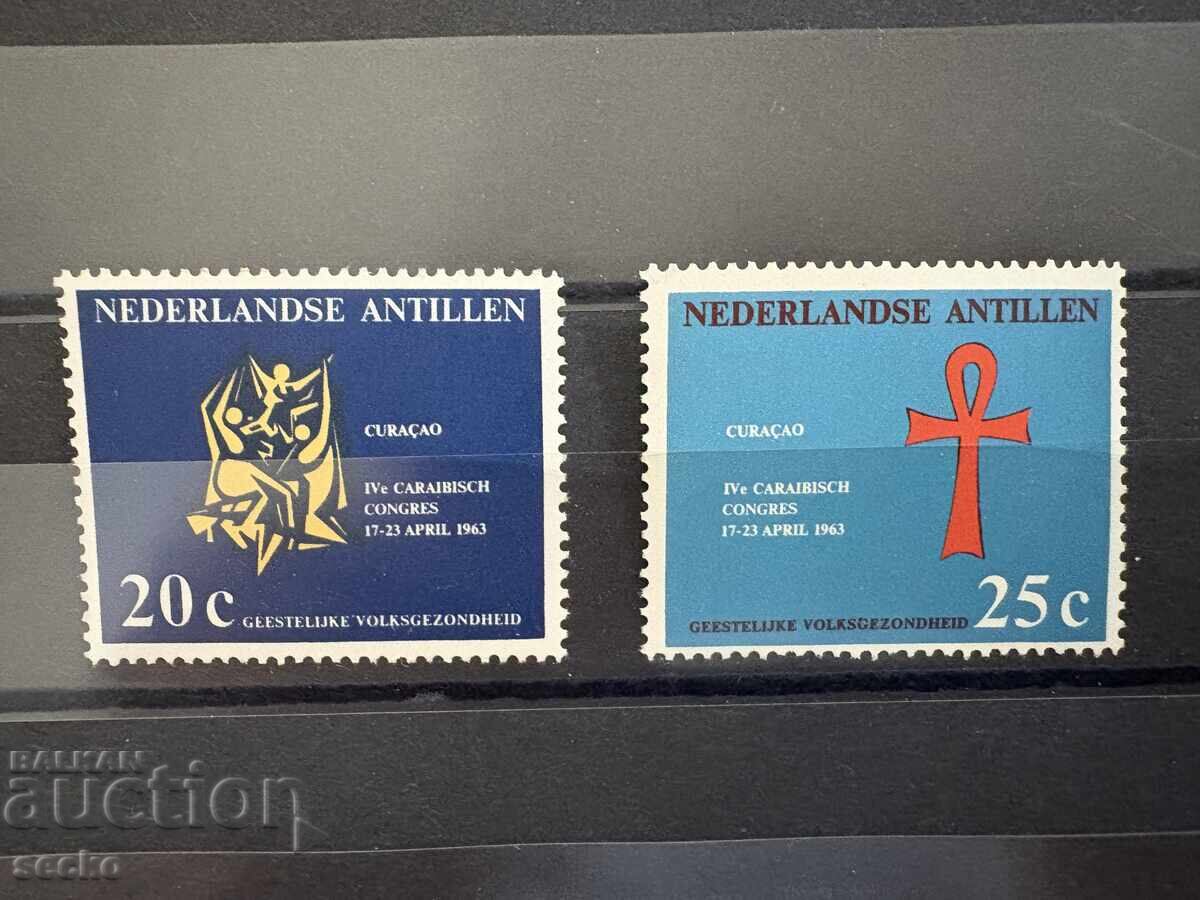 NEDERLANDSE ANTILLEN
CURAÇAO
IVe CARAIBISCH
CONGRES
17-23 APRIL 1963
20 c
GEESTELIJKE VOLKSGEZONDHEID
NEDERLANDSE ANTILLEN
CURAÇAO
IVe CARAIBISCH
CONGRES
17-23 APRIL 1963
GEESTELIJKE VOLKSGEZONDHEID
25 c
BALKAN
auction
secko